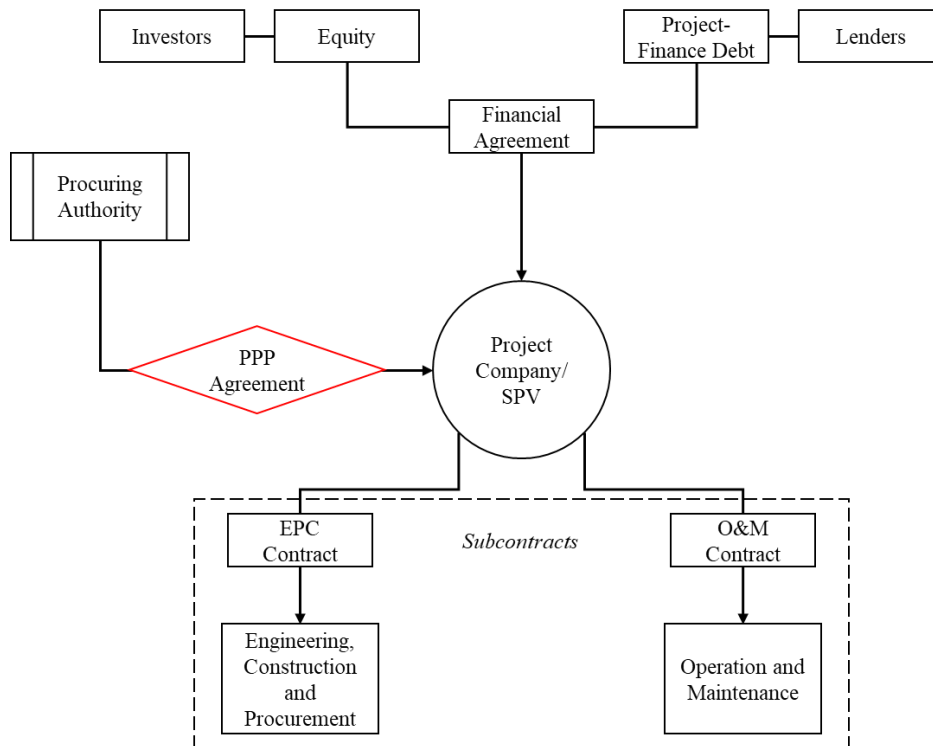 Investors
Equity
Project-
Finance Debt
Lenders
Financial
Agreement
Procuring
Authority
PPP
Agreement
Project
Company/
SPV
EPC
Contract
Subcontracts
O&M
Contract
Engineering,
Construction
and
Procurement
Operation and
Maintenance